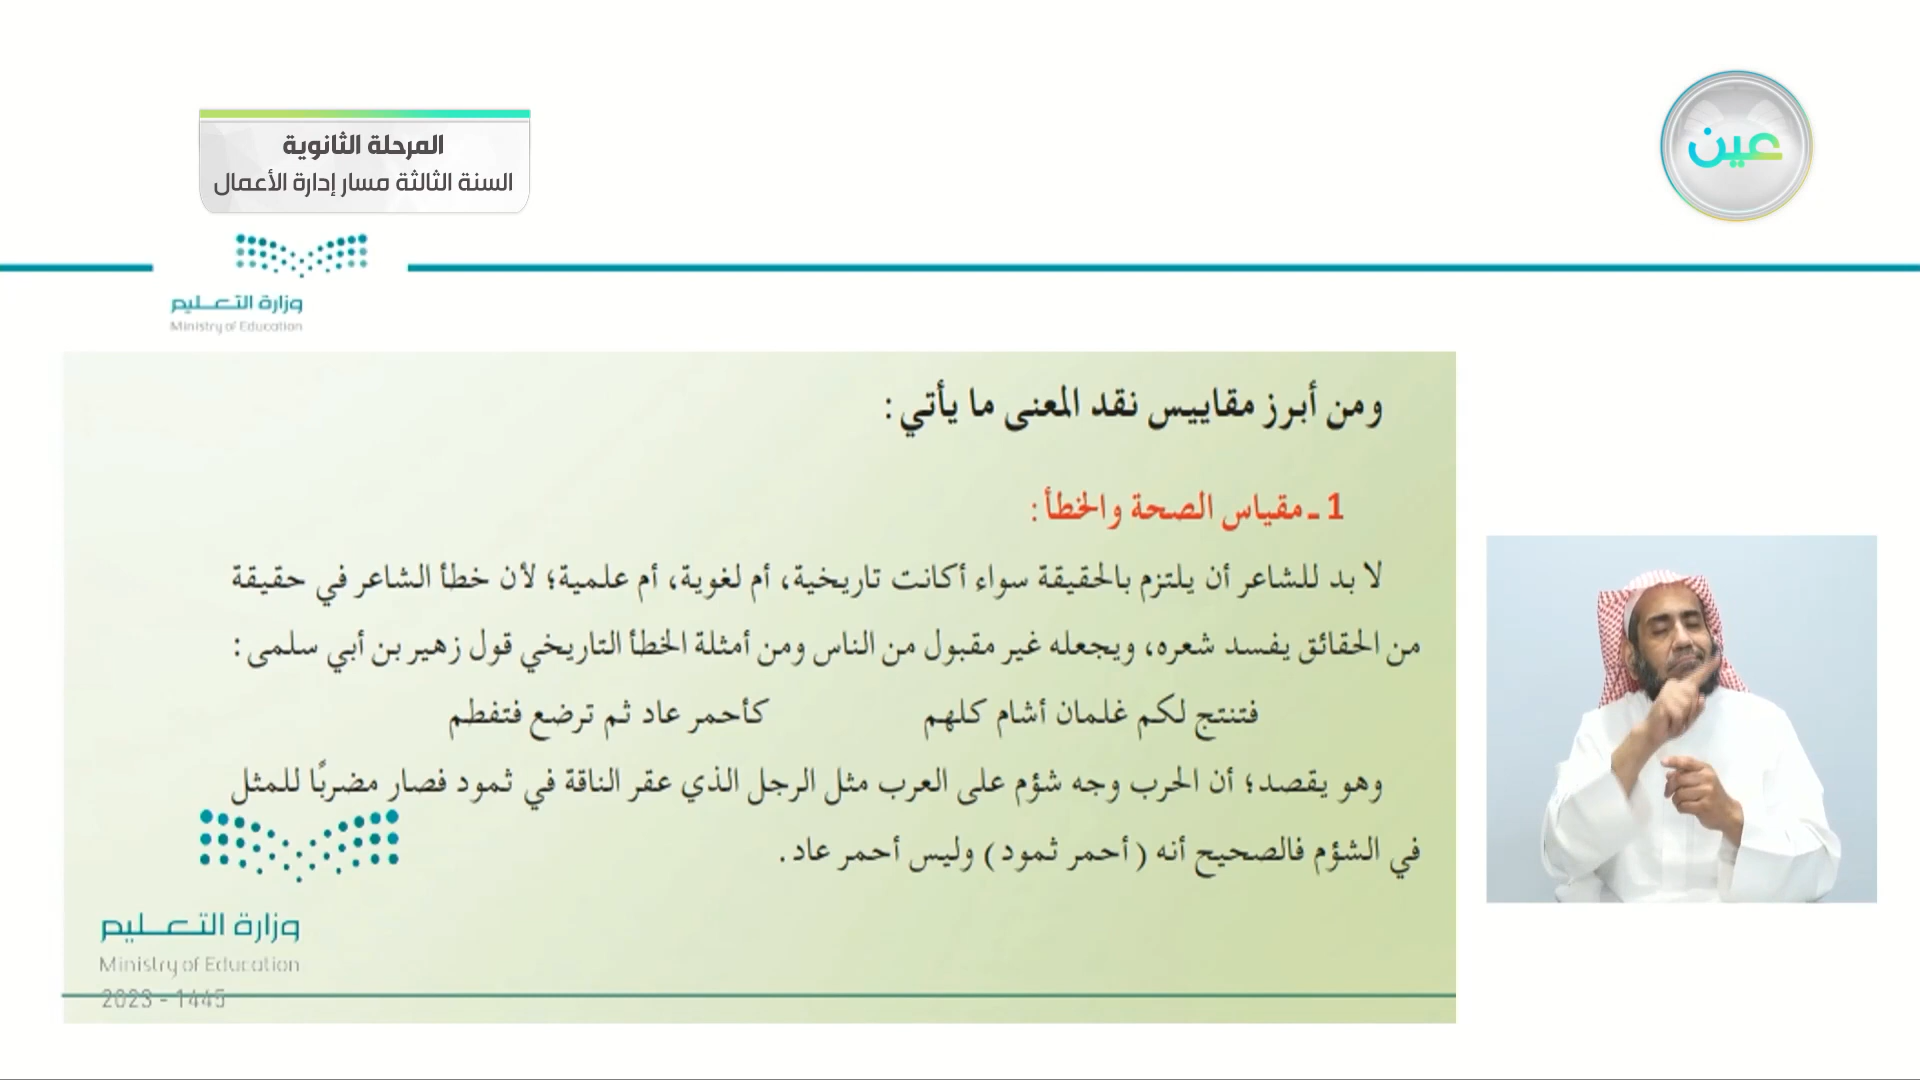 المرحلة الثانوية
السنة الثالثة مسار إدارة الأعمال
عين
وزارة التعليم
Ministry of Education
ومن أبرز مقاييس نقد المعنى ما يأتي :
1 ـ مقياس الصحة والخطأ :
لا بد للشاعر أن يلتزم بالحقيقة سواء أكانت تاريخية، أم لغوية، أم علمية؛ لأن خطأ الشاعر في حقيقة
من الحقائق يفسد شعره، ويجعله غير مقبول من الناس ومن أمثلة الخطأ التاريخي قول زهير بن أبي سلمى :
فتنتج لكم غلمان أشام كلهم كأحمر عاد ثم ترضع فتفطم
وهو يقصد؛ أن الحرب وجه شؤم على العرب مثل الرجل الذي عقر الناقة في ثمود فصار مضربًا للمثل
في الشؤم فالصحيح أنه ( أحمر ثمود ) وليس أحمر عاد .
وزارة التعليم
Ministry of Education
2023 - 1445